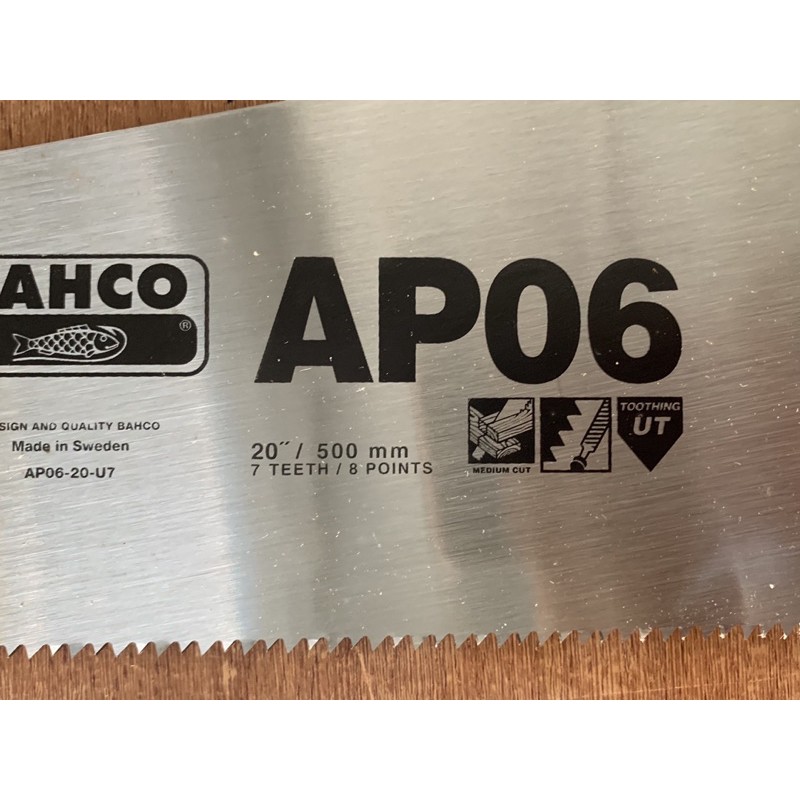 AHCO
®
SIGN AND QUALITY BAHCO
Made in Sweden
AP06-20-U7
AP06
20″ / 500 mm
7 TEETH / 8 POINTS
MEDIUM CUT
TOOTHING
UT